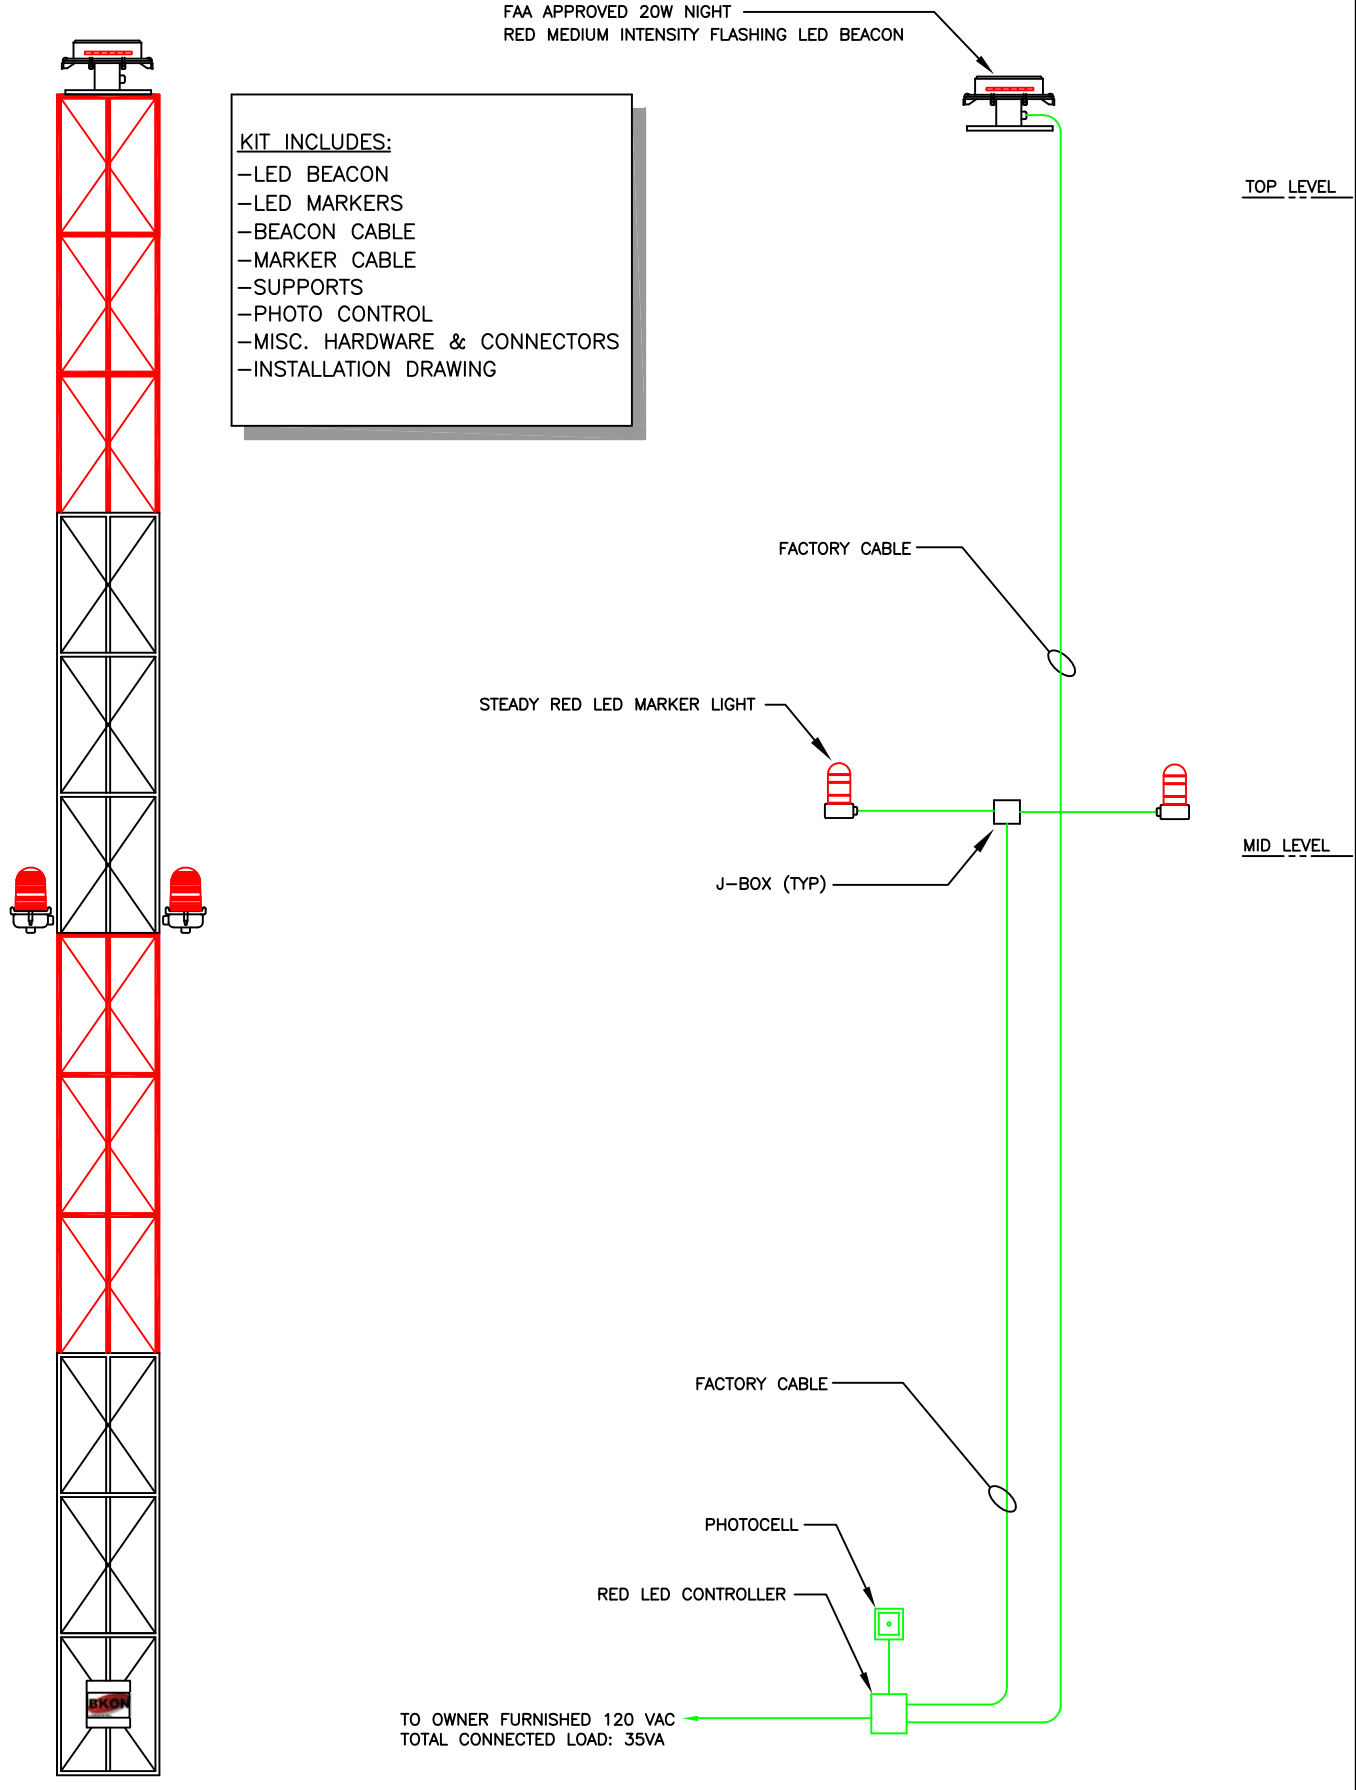 FAA APPROVED 20W NIGHT
RED MEDIUM INTENSITY FLASHING LED BEACON
KIT INCLUDES:
-LED BEACON
-LED MARKERS
-BEACON CABLE
-MARKER CABLE
-SUPPORTS
-PHOTO CONTROL
-MISC. HARDWARE & CONNECTORS
-INSTALLATION DRAWING
TOP LEVEL
FACTORY CABLE
STEADY RED LED MARKER LIGHT
J-BOX (TYP)
MID LEVEL
FACTORY CABLE
PHOTOCELL
RED LED CONTROLLER
BKON
TO OWNER FURNISHED 120 VAC
TOTAL CONNECTED LOAD: 35VA